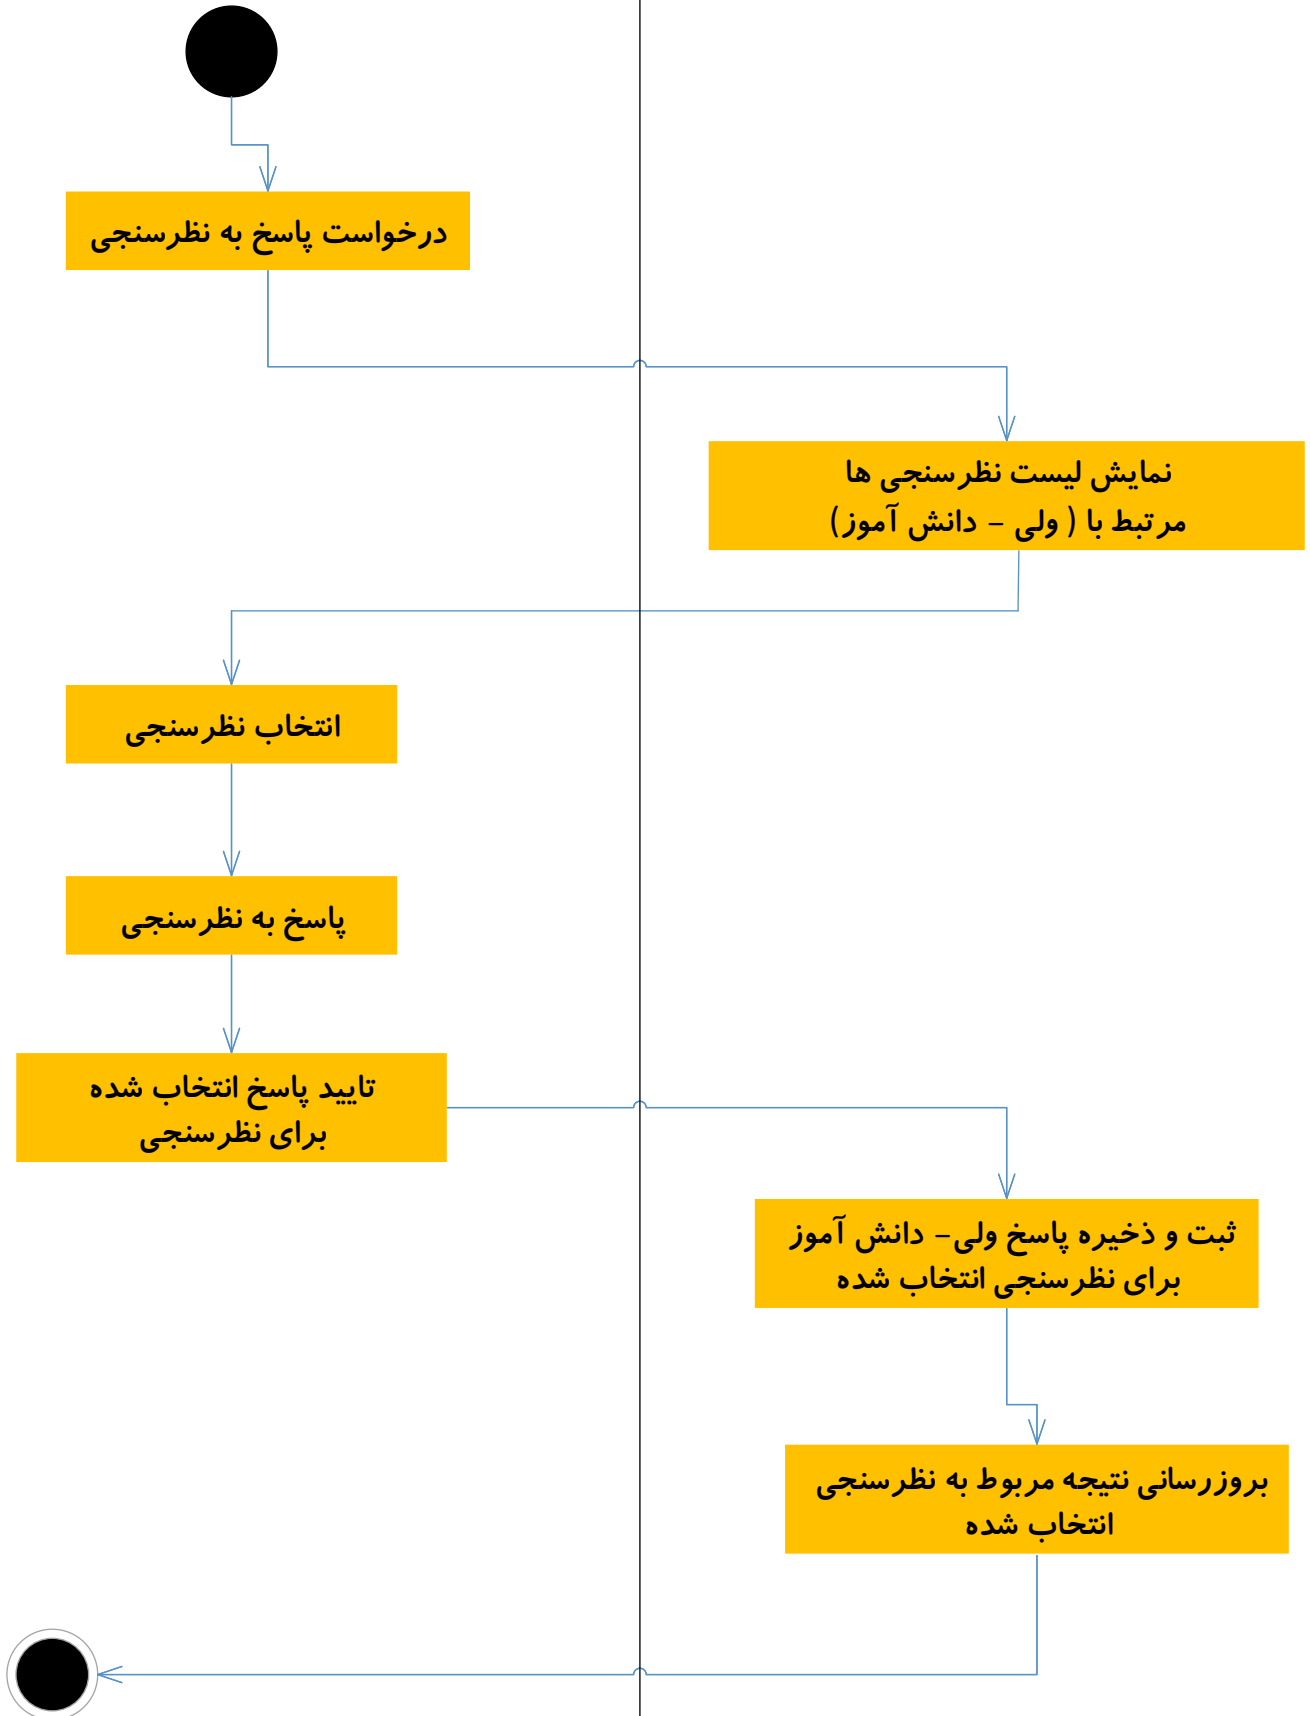 درخواست پاسخ به نظرسنجی
نمایش لیست نظرسنجی ها
مرتبط با ( ولی – دانش آموز)
انتخاب نظرسنجی
پاسخ به نظرسنجی
تایید پاسخ انتخاب شده
برای نظرسنجی
ثبت و ذخیره پاسخ ولی– دانش آموز
برای نظرسنجی انتخاب شده
بروزرسانی نتیجه مربوط به نظرسنجی
انتخاب شده